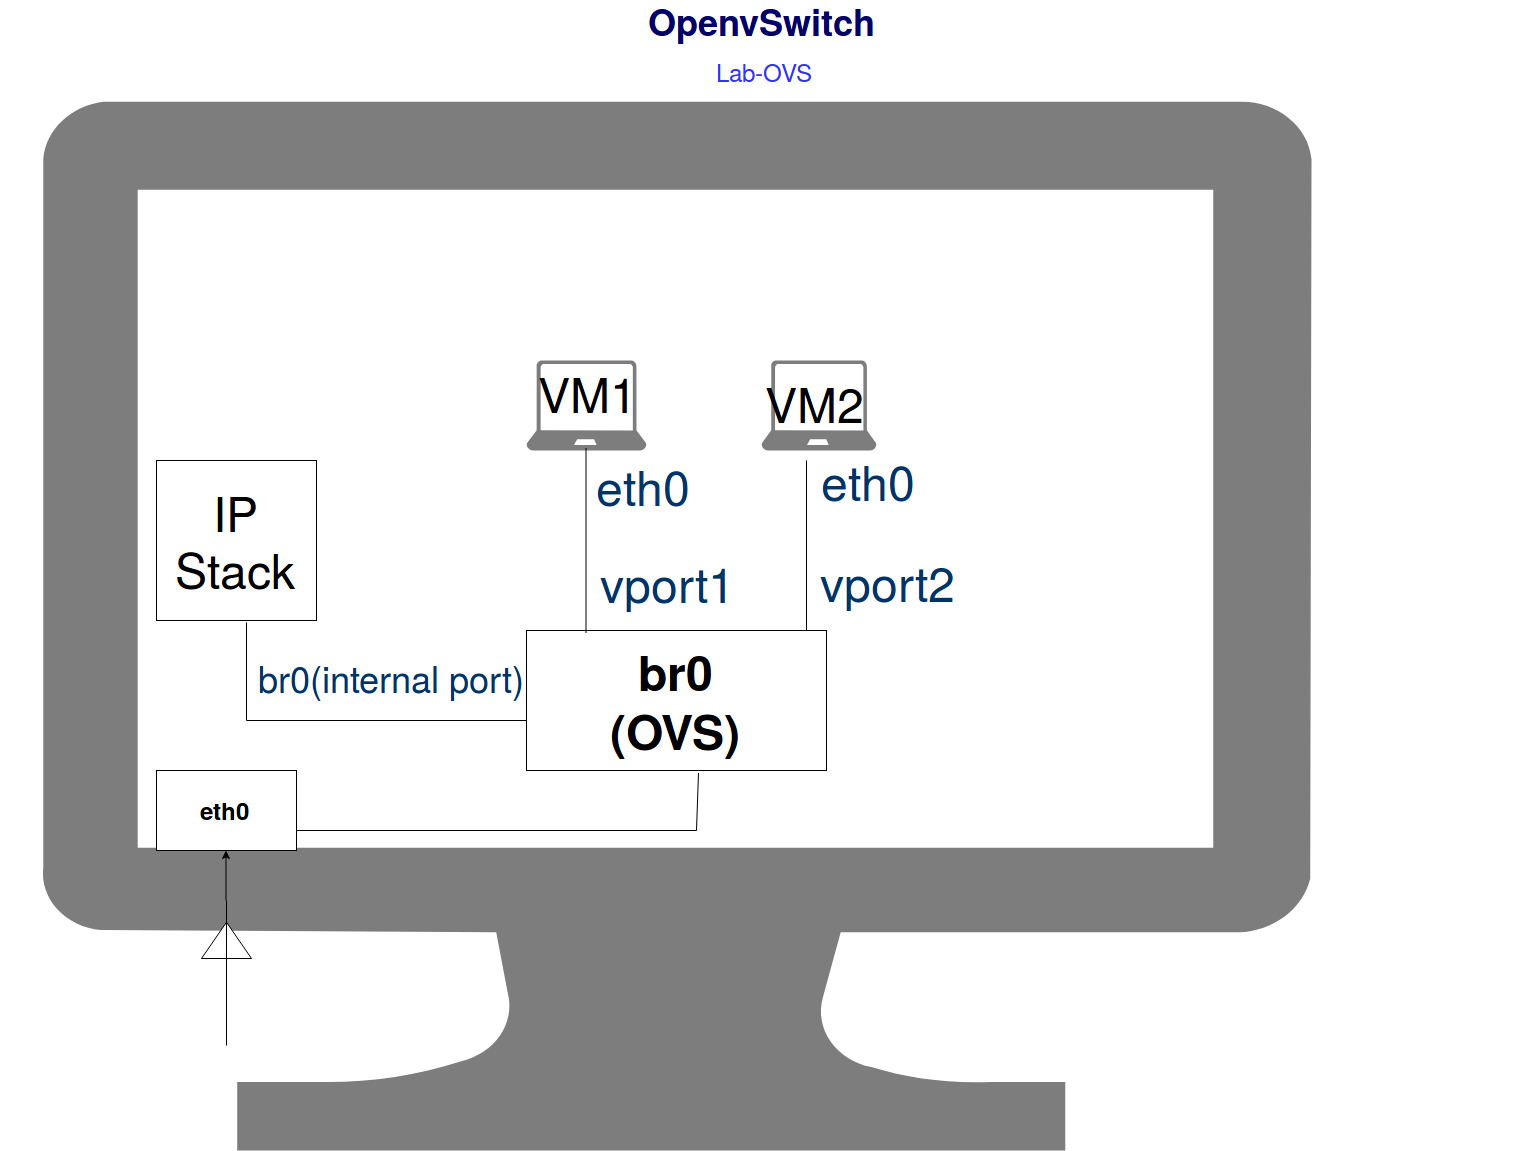 OpenvSwitch
Lab-OVS
VM1
VM2
eth0
eth0
IP
Stack
vport1
vport2
br0(internal port)
br0
(OVS)
eth0